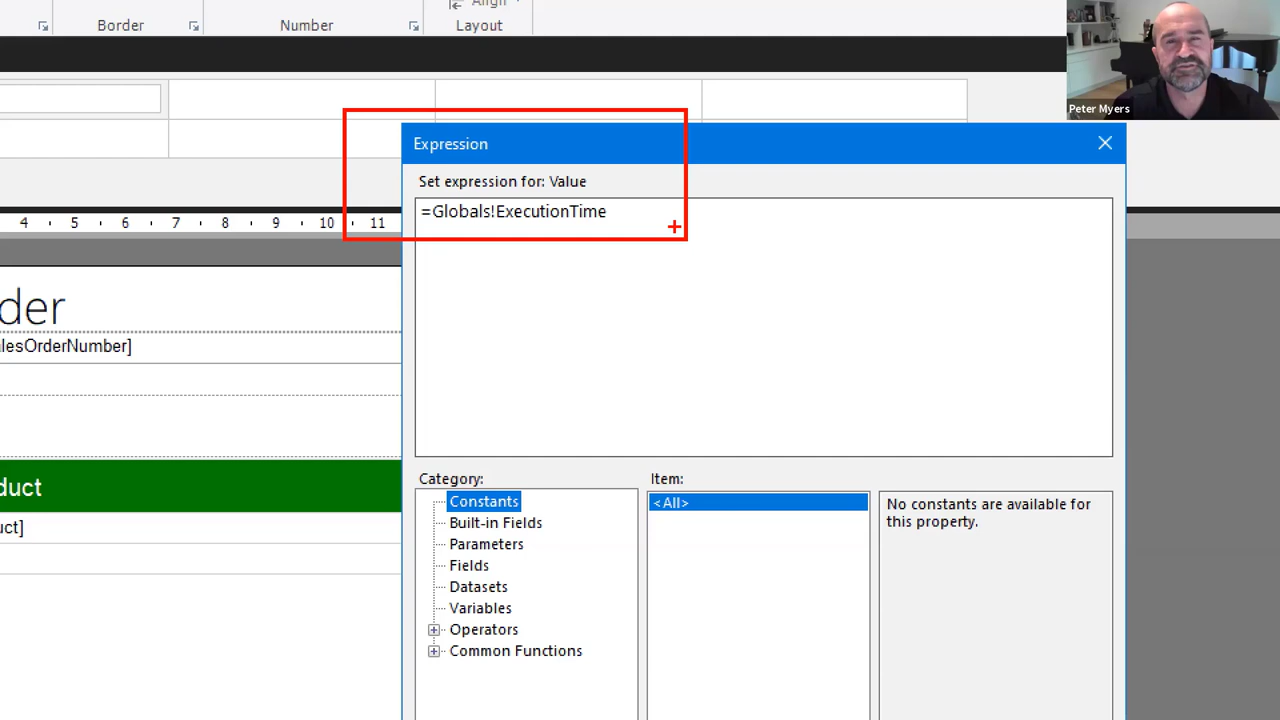 Align
Border
Number
Layout
Peter Myers
Expression
Set expression for: Value
=Globals!ExecutionTime
4 5 6 7 8 9 10 11
der
alesOrderNumber]
duct
uct]
Category:
Item:
Constants
<All>
No constants are available for
this property.
Built-in Fields
Parameters
Fields
Datasets
Variables
Operators
Common Functions